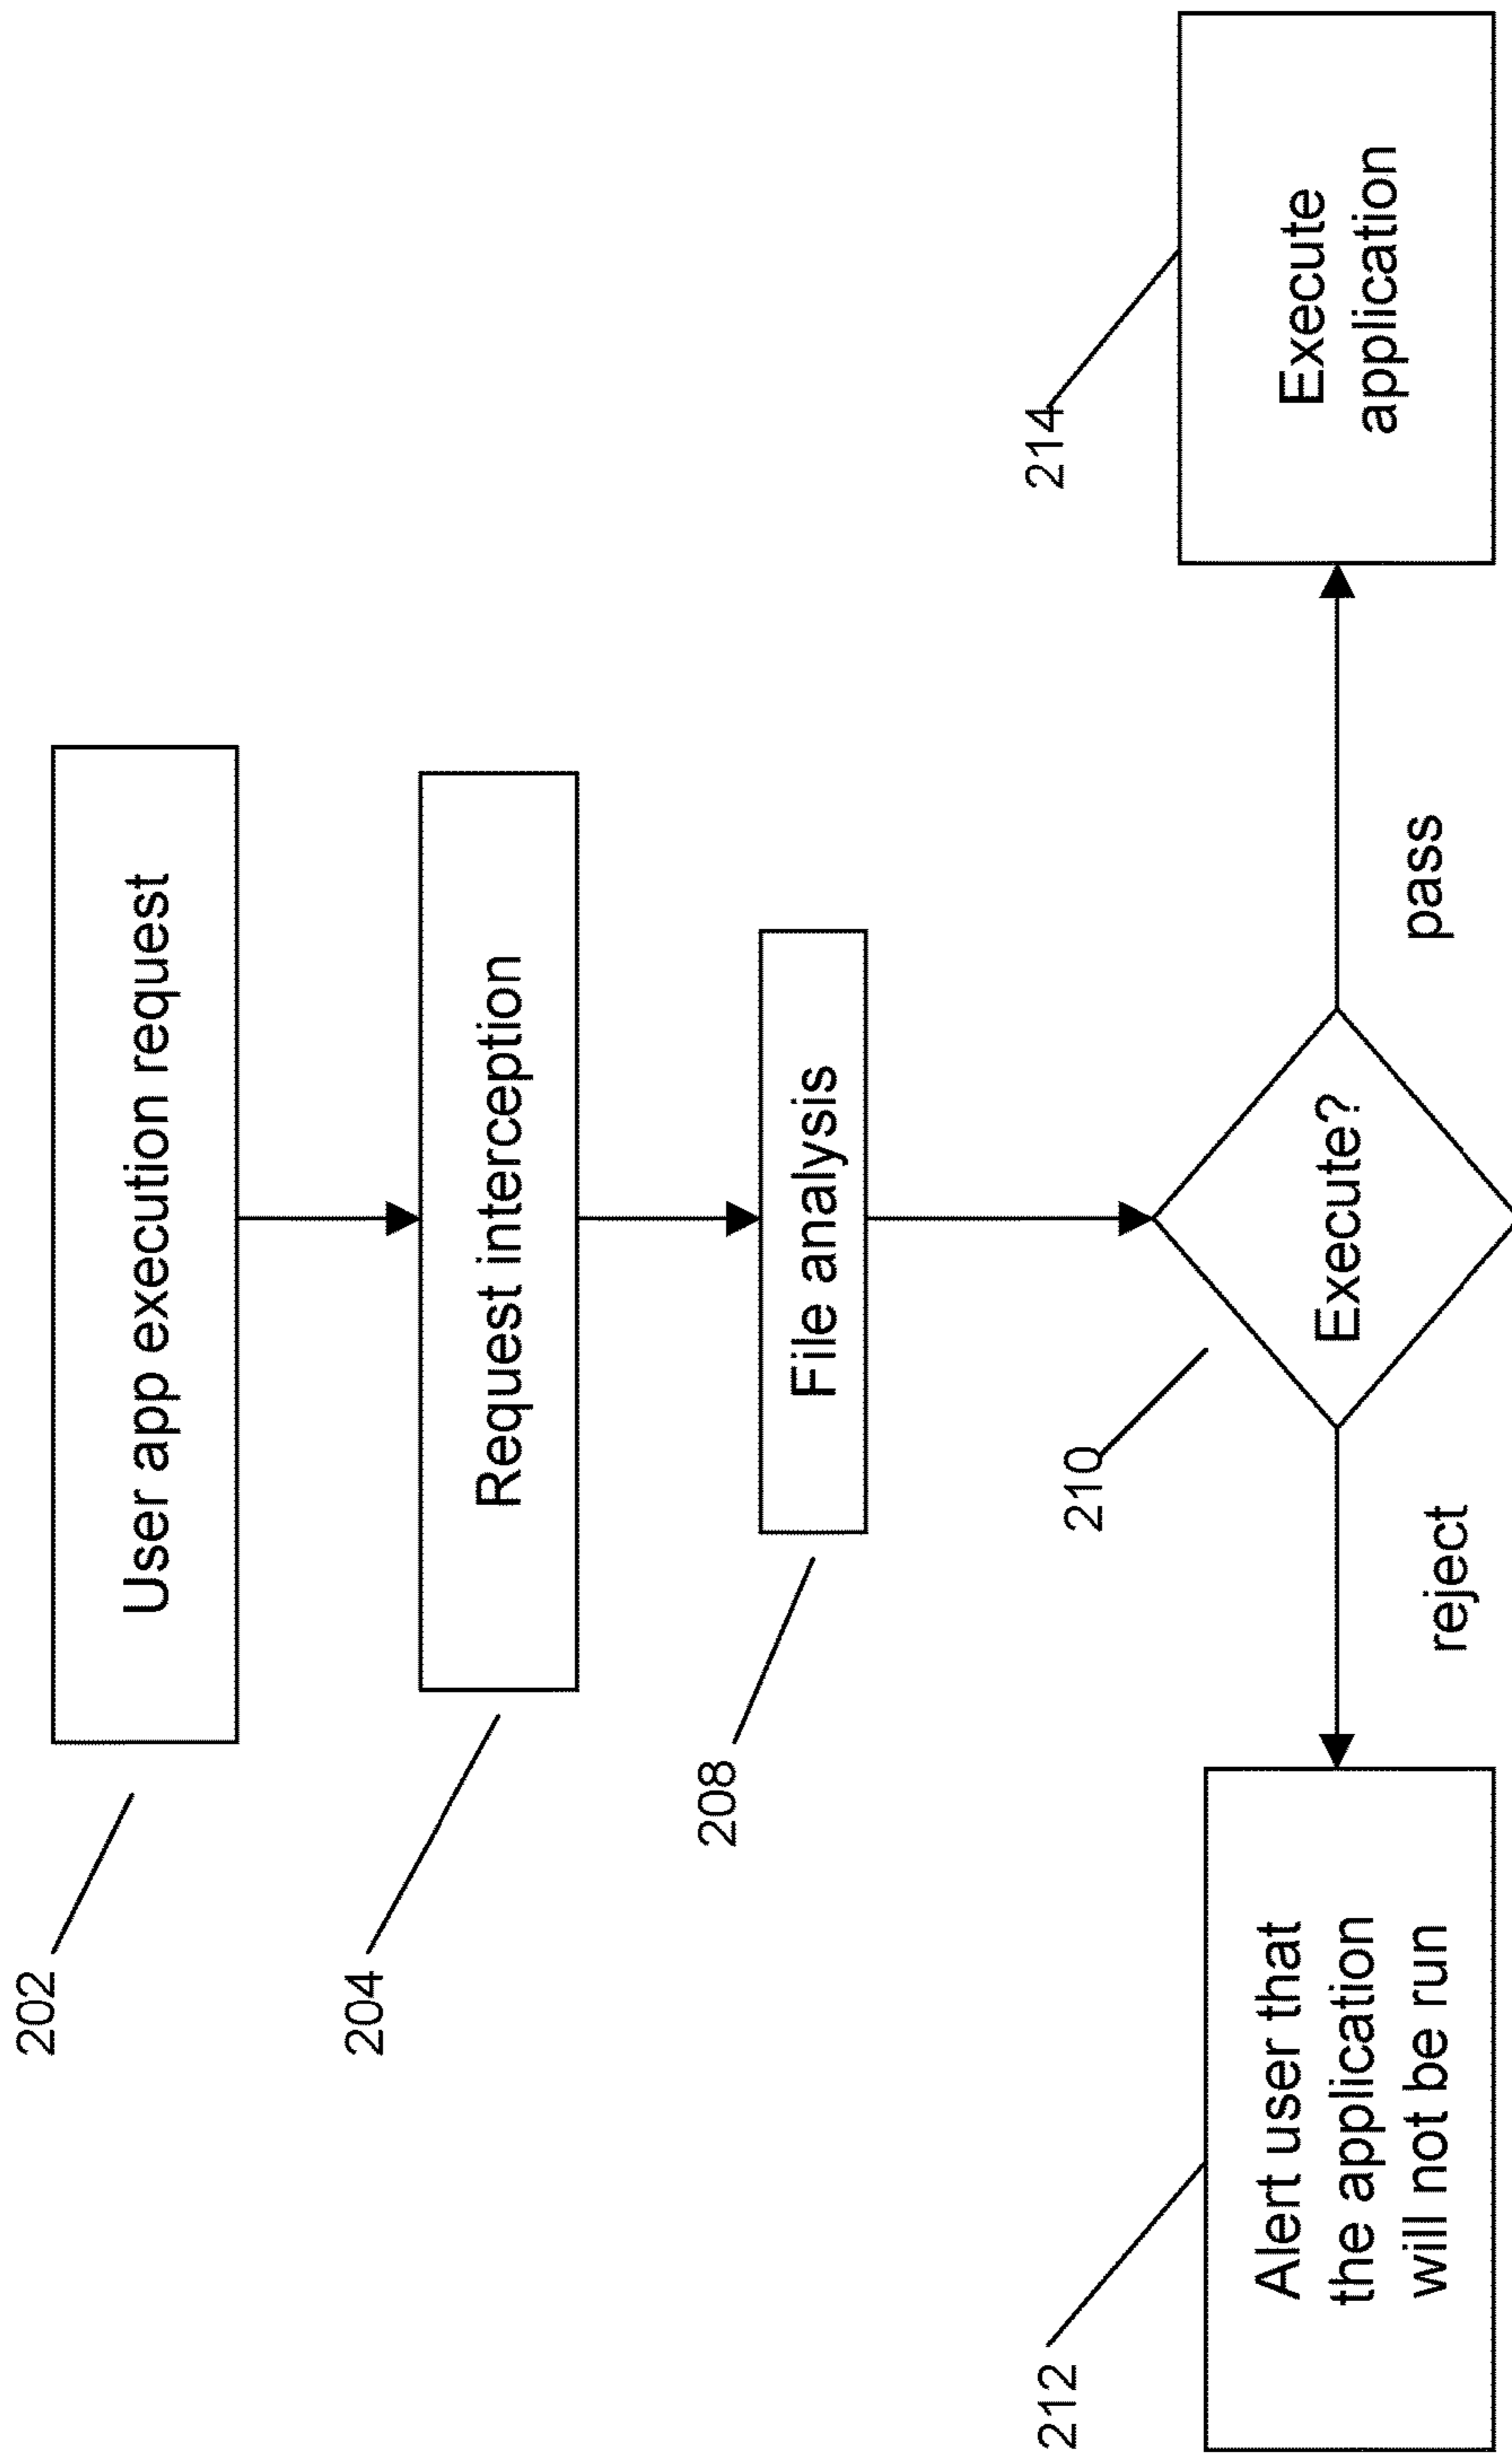 202
User app execution request
204
Request interception
208
File analysis
210
Execute?
reject
pass
212
Alert user that
the application
will not be run
214
Execute
application